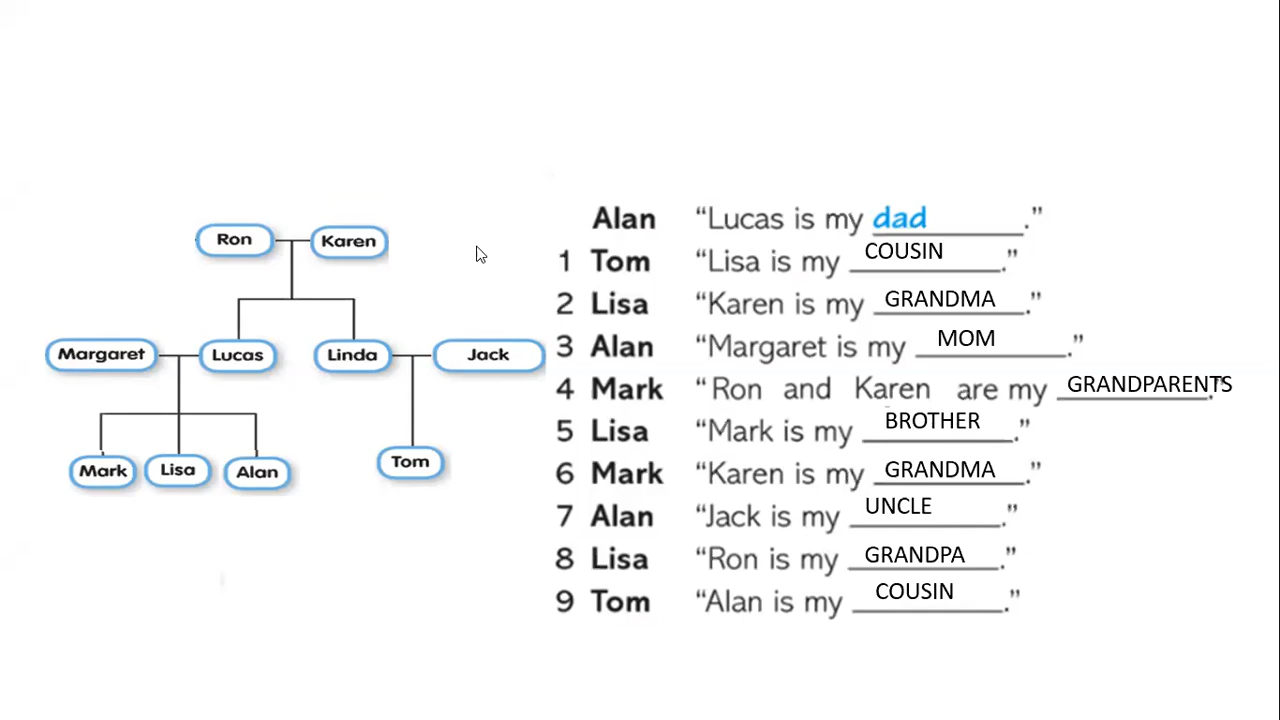 Ron Karen
Margaret Lucas Linda Jack
Mark Lisa Alan Tom
Alan “Lucas is my dad.”
1 Tom “Lisa is my COUSIN.”
2 Lisa “Karen is my GRANDMA.”
3 Alan “Margaret is my MOM.”
4 Mark “Ron and Karen are my GRANDPARENTS.”
5 Lisa “Mark is my BROTHER.”
6 Mark “Karen is my GRANDMA.”
7 Alan “Jack is my UNCLE.”
8 Lisa “Ron is my GRANDPA.”
9 Tom “Alan is my COUSIN.”